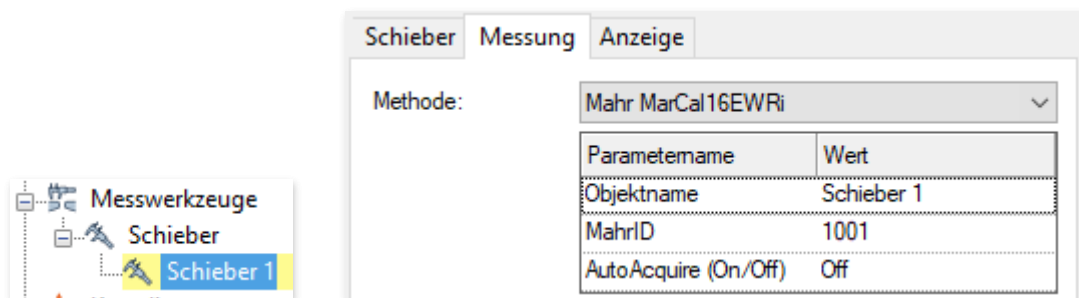 Schieber Messung Anzeige
Methode: Mahr MarCal16EWRi
Parametername Wert
Objektname Schieber 1
MahrID 1001
AutoAcquire (On/Off) Off
Messwerkzeuge
Schieber
Schieber 1